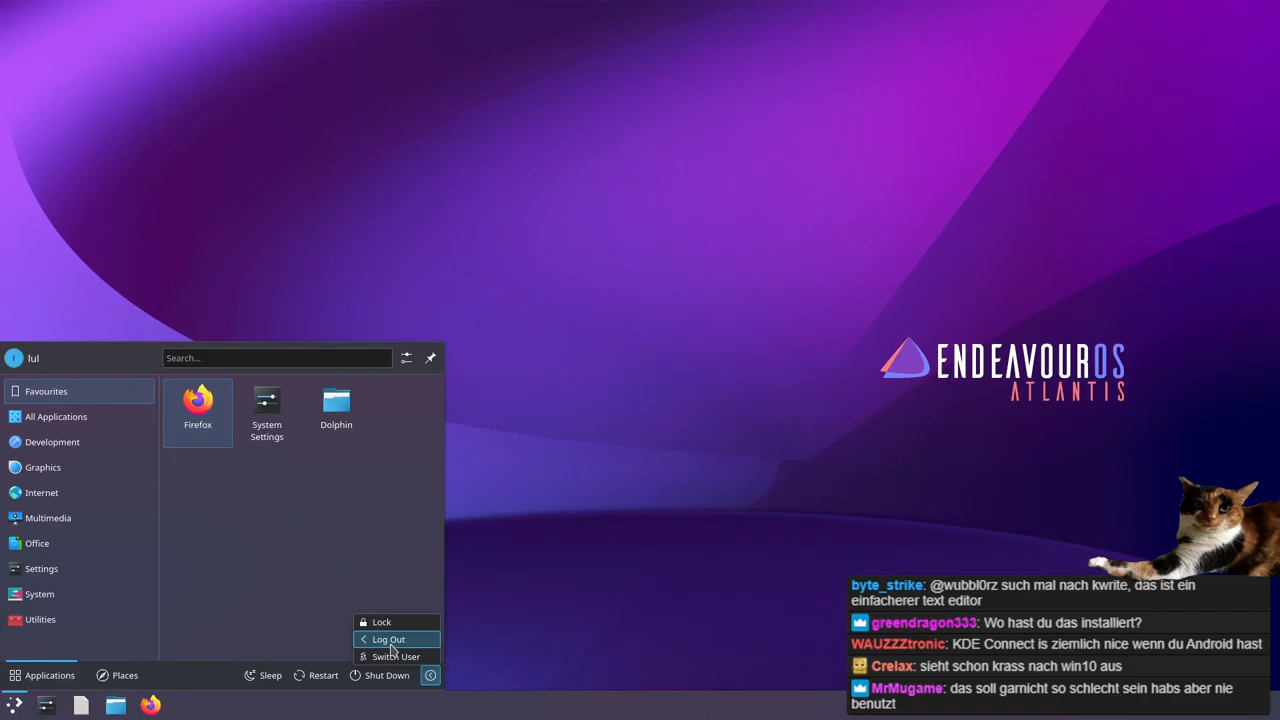 lul
Search...
Favourites
All Applications
Development
Graphics
Internet
Multimedia
Office
Settings
System
Utilities
Firefox
System
Settings
Dolphin
Lock
Log Out
Switch User
Applications
Places
Sleep
Restart
Shut Down
ENDEAVOUROS
ATLANTIS
byte_strike: @wubbl0rz such mal nach kwrite, das ist ein
einfacherer text editor
greendragon333: Wo hast du das installiert?
WAUZZZtronic: KDE Connect is ziemlich nice wenn du Android hast
Crelax: sieht schon krass nach win10 aus
MrMugame: das soll garnicht so schlecht sein habs aber nie
benutzt